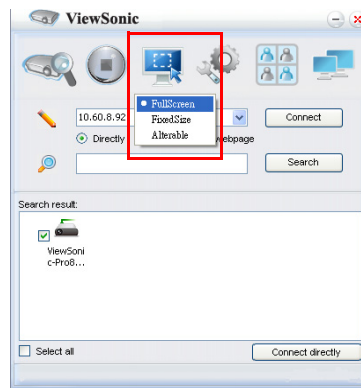 ViewSonic
FullScreen
FixedSize
Alterable
10.60.8.92
Connect
Directly
webpage
Search
Search result:
ViewSoni
c-Pro8...
Select all
Connect directly